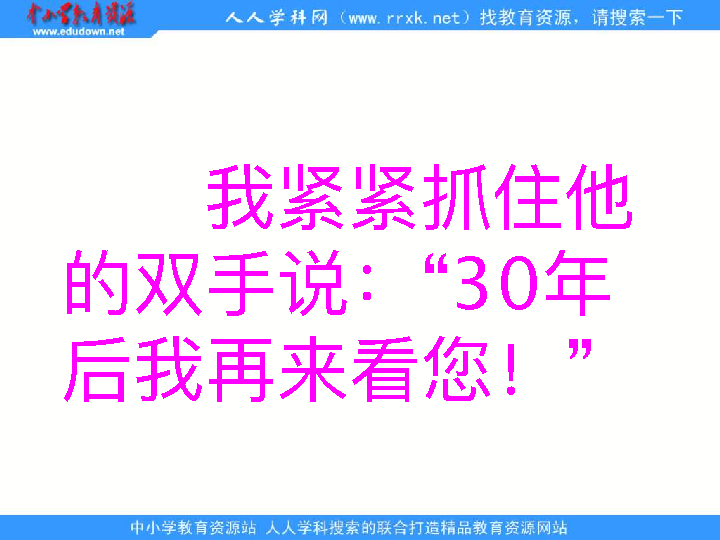 中小学教育资源
www.edudown.net
人人学科网（www.rrxk.net）找教育资源，请搜索一下
我紧紧抓住他
的双手说：“30年
后我再来看您！”
中小学教育资源站 人人学科搜索的联合打造精品教育资源网站